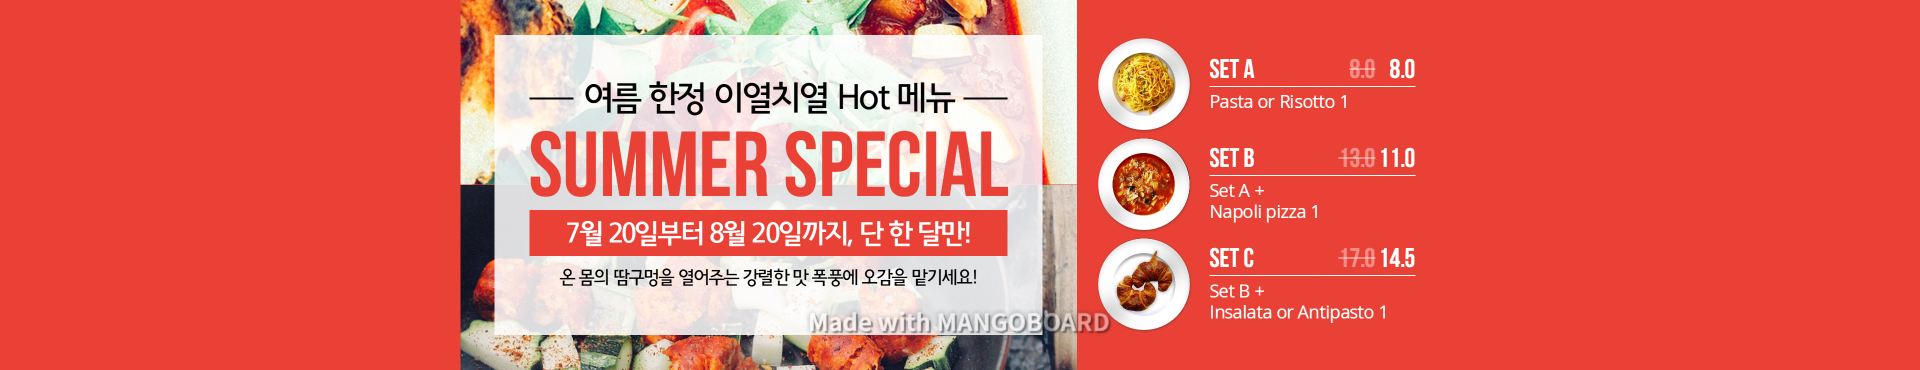 여름 한정 이열치열 Hot 메뉴
SUMMER SPECIAL
7월 20일부터 8월 20일까지, 단 한 달만!
온 몸의 땀구멍을 열어주는 강렬한 맛 폭풍에 오감을 맡기세요!
Made with MANGOBOARD
SET A 8.0 8.0
Pasta or Risotto 1
SET B 13.0 11.0
Set A +
Napoli pizza 1
SET C 17.0 14.5
Set B +
Insalata or Antipasto 1